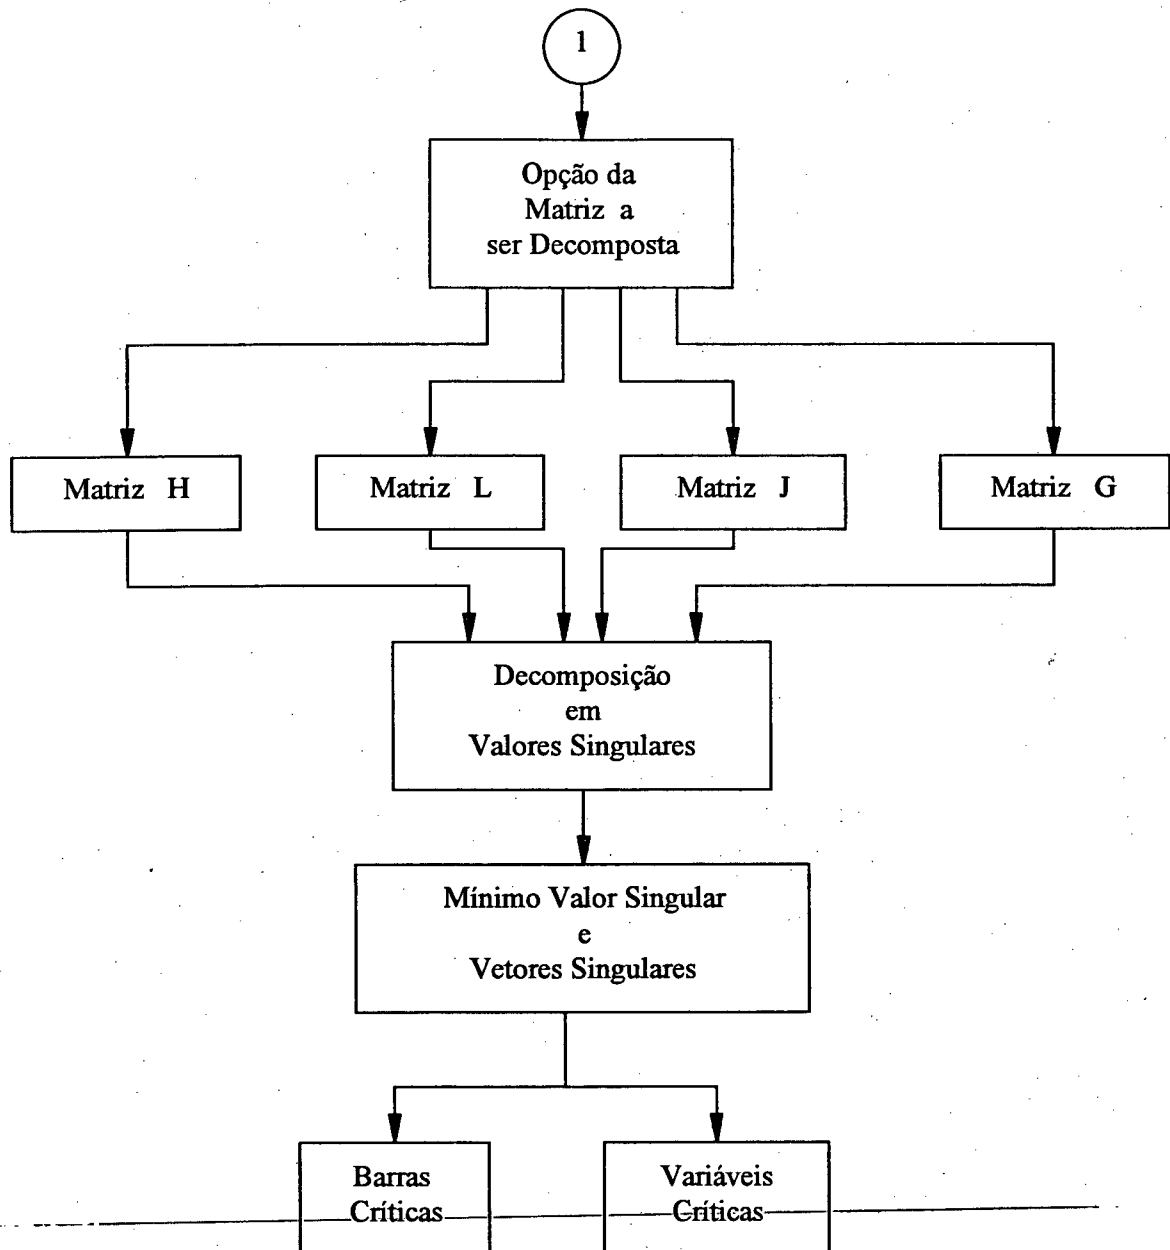 1
Opção da
Matriz a
ser Decomposta
Matriz H
Matriz L
Matriz J
Matriz G
Decomposição
em
Valores Singulares
Mínimo Valor Singular
e
Vetores Singulares
Barras
Críticas
Variáveis
Críticas